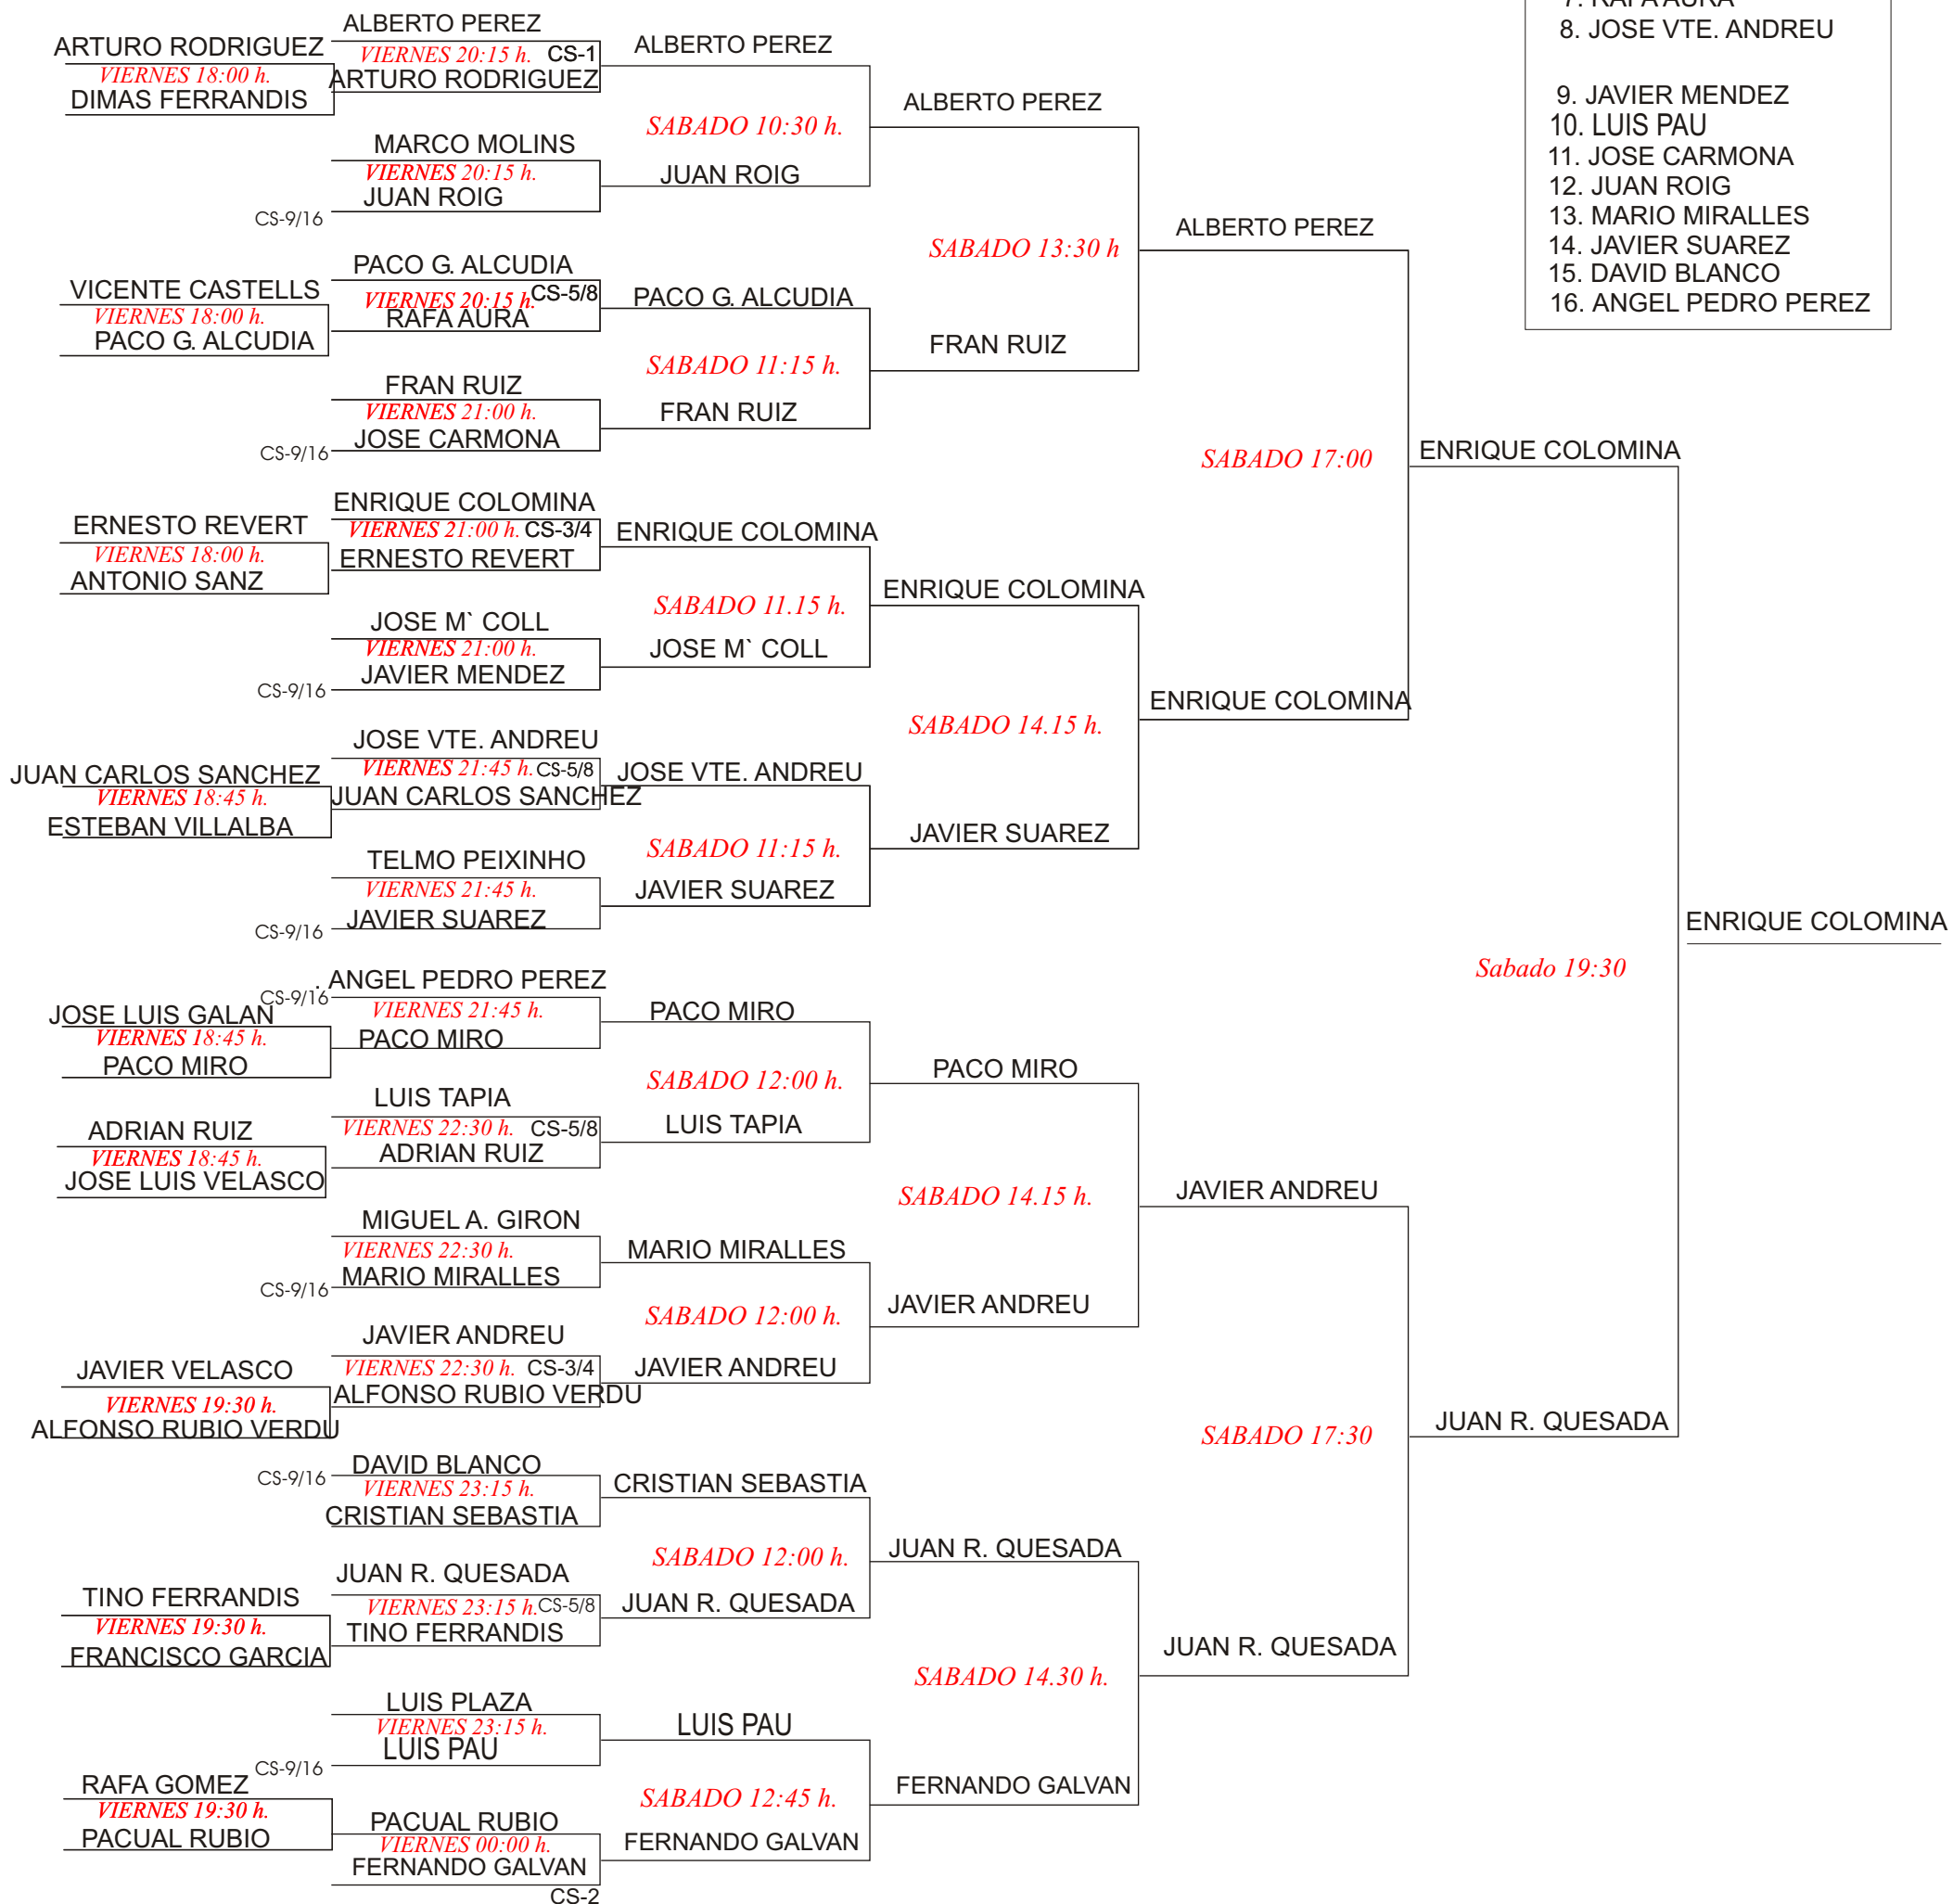 7. RAFA AURA
8. JOSE VTE. ANDREU
9. JAVIER MENDEZ
10. LUIS PAU
11. JOSE CARMONA
12. JUAN ROIG
13. MARIO MIRALLES
14. JAVIER SUAREZ
15. DAVID BLANCO
16. ANGEL PEDRO PEREZ
ARTURO RODRIGUEZ
VIERNES 18:00 h.
DIMAS FERRANDIS
VICENTE CASTELLS
VIERNES 18:00 h.
PACO G. ALCUDIA
ERNESTO REVERT
VIERNES 18:00 h.
ANTONIO SANZ
JUAN CARLOS SANCHEZ
VIERNES 18:45 h.
ESTEBAN VILLALBA
JOSE LUIS GALAN
VIERNES 18:45 h.
PACO MIRO
ADRIAN RUIZ
VIERNES 18:45 h.
JOSE LUIS VELASCO
JAVIER VELASCO
VIERNES 19:30 h.
ALFONSO RUBIO VERDU
TINO FERRANDIS
VIERNES 19:30 h.
FRANCISCO GARCIA
RAFA GOMEZ
VIERNES 19:30 h.
PACUAL RUBIO
ALBERTO PEREZ
VIERNES 20:15 h. CS-1
ARTURO RODRIGUEZ
MARCO MOLINS
VIERNES 20:15 h.
JUAN ROIG
CS-9/16
PACO G. ALCUDIA
VIERNES 20:15 h. CS-5/8
RAFA AURA
FRAN RUIZ
VIERNES 21:00 h.
JOSE CARMONA
CS-9/16
ENRIQUE COLOMINA
VIERNES 21:00 h. CS-3/4
ERNESTO REVERT
JOSE M` COLL
VIERNES 21:00 h.
JAVIER MENDEZ
CS-9/16
JOSE VTE. ANDREU
VIERNES 21:45 h. CS-5/8
JUAN CARLOS SANCHEZ
TELMO PEIXINHO
VIERNES 21:45 h.
JAVIER SUAREZ
CS-9/16
. ANGEL PEDRO PEREZ
CS-9/16
VIERNES 21:45 h.
PACO MIRO
LUIS TAPIA
VIERNES 22:30 h. CS-5/8
ADRIAN RUIZ
MIGUEL A. GIRON
VIERNES 22:30 h.
MARIO MIRALLES
CS-9/16
JAVIER ANDREU
VIERNES 22:30 h. CS-3/4
ALFONSO RUBIO VERDU
DAVID BLANCO
CS-9/16
VIERNES 23:15 h.
CRISTIAN SEBASTIA
JUAN R. QUESADA
VIERNES 23:15 h. CS-5/8
TINO FERRANDIS
LUIS PLAZA
VIERNES 23:15 h.
LUIS PAU
CS-9/16
PACUAL RUBIO
VIERNES 00:00 h.
FERNANDO GALVAN
CS-2
ALBERTO PEREZ
SABADO 10:30 h.
JUAN ROIG
PACO G. ALCUDIA
SABADO 11:15 h.
FRAN RUIZ
ENRIQUE COLOMINA
SABADO 11.15 h.
JOSE M` COLL
JOSE VTE. ANDREU
SABADO 11:15 h.
JAVIER SUAREZ
PACO MIRO
SABADO 12:00 h.
LUIS TAPIA
MARIO MIRALLES
SABADO 12:00 h.
JAVIER ANDREU
CRISTIAN SEBASTIA
SABADO 12:00 h.
JUAN R. QUESADA
LUIS PAU
SABADO 12:45 h.
FERNANDO GALVAN
ALBERTO PEREZ
SABADO 13:30 h
FRAN RUIZ
ENRIQUE COLOMINA
SABADO 14.15 h.
JAVIER SUAREZ
PACO MIRO
SABADO 14.15 h.
JAVIER ANDREU
JUAN R. QUESADA
SABADO 14.30 h.
FERNANDO GALVAN
ALBERTO PEREZ
SABADO 17:00
ENRIQUE COLOMINA
JAVIER ANDREU
SABADO 17:30
JUAN R. QUESADA
ENRIQUE COLOMINA
Sabado 19:30
JUAN R. QUESADA
ENRIQUE COLOMINA